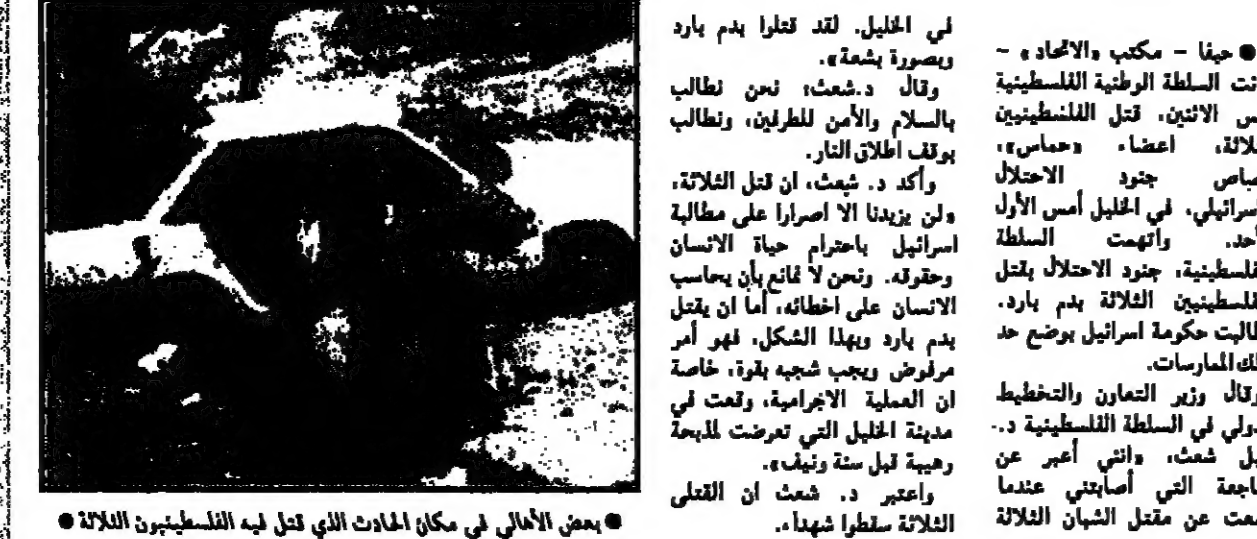 ● حيفا - مكتب «الاتحاد» -
نت السلطة الوطنية الفلسطينية
س الاثنين، قتل الفلسطينيين
لاثة، اعضاء «حماس»،
صاص جنود الاحتلال
اسرائيلي، في الخليل أمس الأول
أحد. واتهمت السلطة
فلسطينية، جنود الاحتلال بقتل
فلسطينيين الثلاثة بدم بارد.
طالبت حكومة اسرائيل بوضع حد
لك الممارسات.
وقال وزير التعاون والتخطيط
دولي في السلطة الفلسطينية د.
يل شعث، «انني أعبر عن
اجعة التي أصابتني عندما
معت عن مقتل الشبان الثلاثة
في الخليل. لقد قتلوا بدم بارد
وبصورة بشعة».
وقال د.شعث؛ نحن نطالب
بالسلام والأمن للطرفين، ونطالب
بوقف اطلاق النار.
وأكد د. شعث، ان قتل الثلاثة،
«لن يزيدنا الا اصرارا على مطالبة
اسرائيل باحترام حياة الانسان
وحقوقه. ونحن لا نمانع بأن يحاسب
الانسان على اخطائه، أما ان يقتل
بدم بارد وبهذا الشكل، فهو أمر
مرفوض ويجب شجبه بقوة، خاصة
ان العملية الاجرامية، وقعت في
مدينة الخليل التي تعرضت لمذبحة
رهيبة قبل سنة ونيف».
واعتبر د. شعث ان القتلى
الثلاثة سقطوا شهداء.
● بعض الأهالي في مكان الحادث الذي قتل فيه الفلسطينيون الثلاثة ●